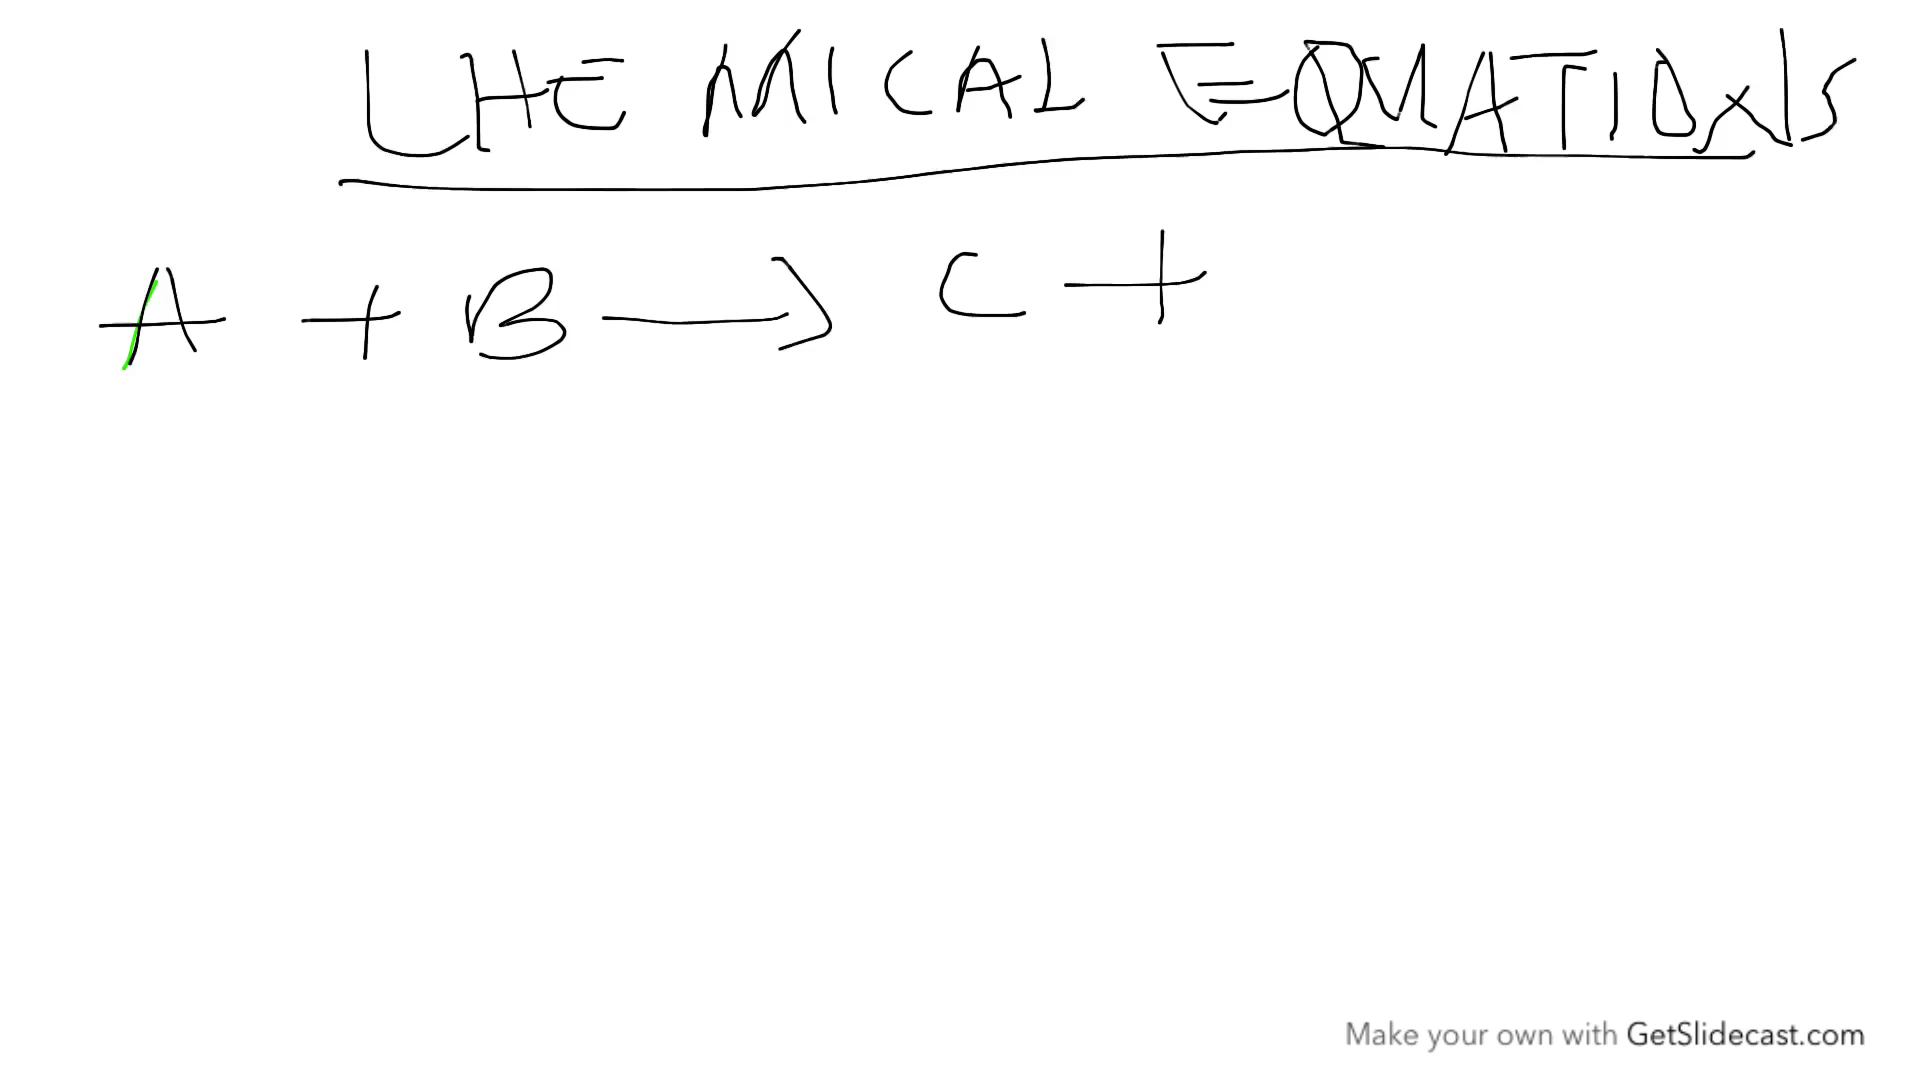 CHEMICAL EQUATIONS
A + B → C +
Make your own with GetSlidecast.com